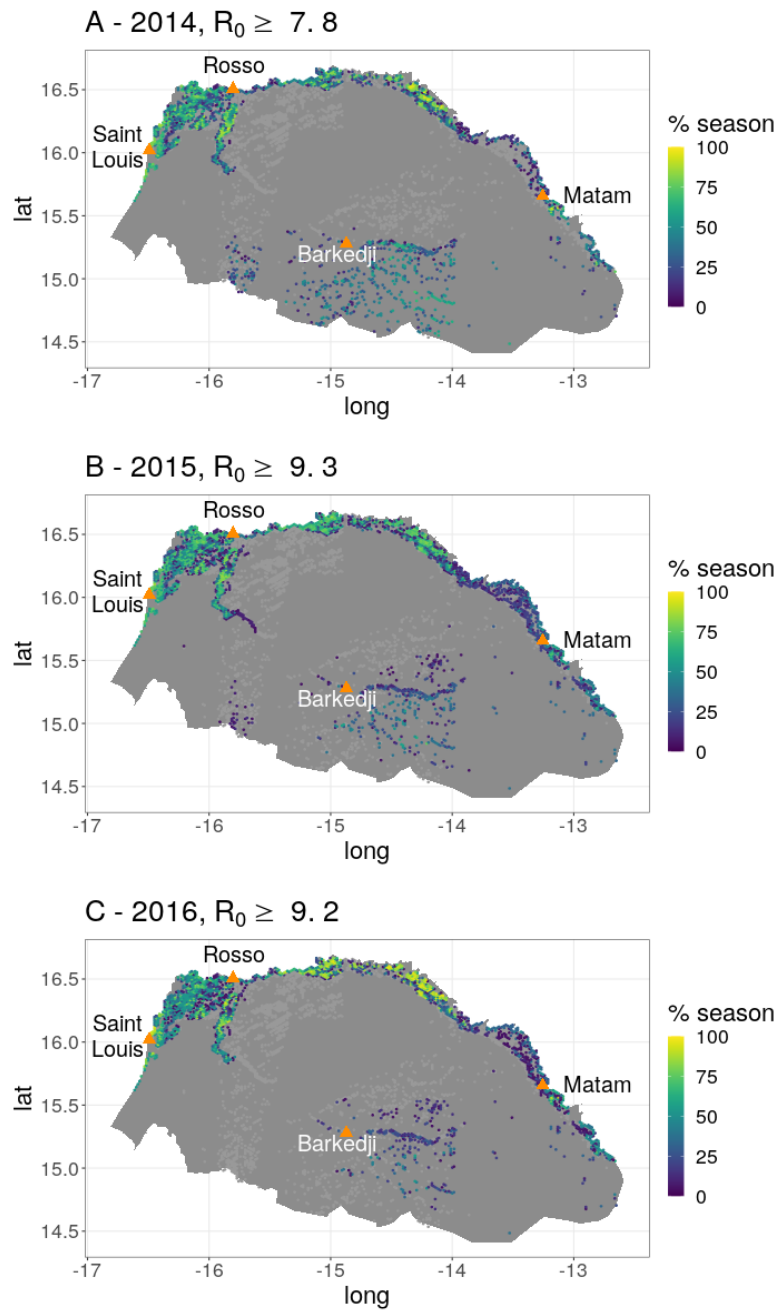 A - 2014, R₀ ≥ 7. 8
Rosso
Saint
Louis
Matam
Barkedji
16.5
16.0
15.5
15.0
14.5
lat
-17 -16 -15 -14 -13
long
% season
100
75
50
25
0
B - 2015, R₀ ≥ 9. 3
Rosso
Saint
Louis
Matam
Barkedji
16.5
16.0
15.5
15.0
14.5
lat
-17 -16 -15 -14 -13
long
% season
100
75
50
25
0
C - 2016, R₀ ≥ 9. 2
Rosso
Saint
Louis
Matam
Barkedji
16.5
16.0
15.5
15.0
14.5
lat
-17 -16 -15 -14 -13
long
% season
100
75
50
25
0